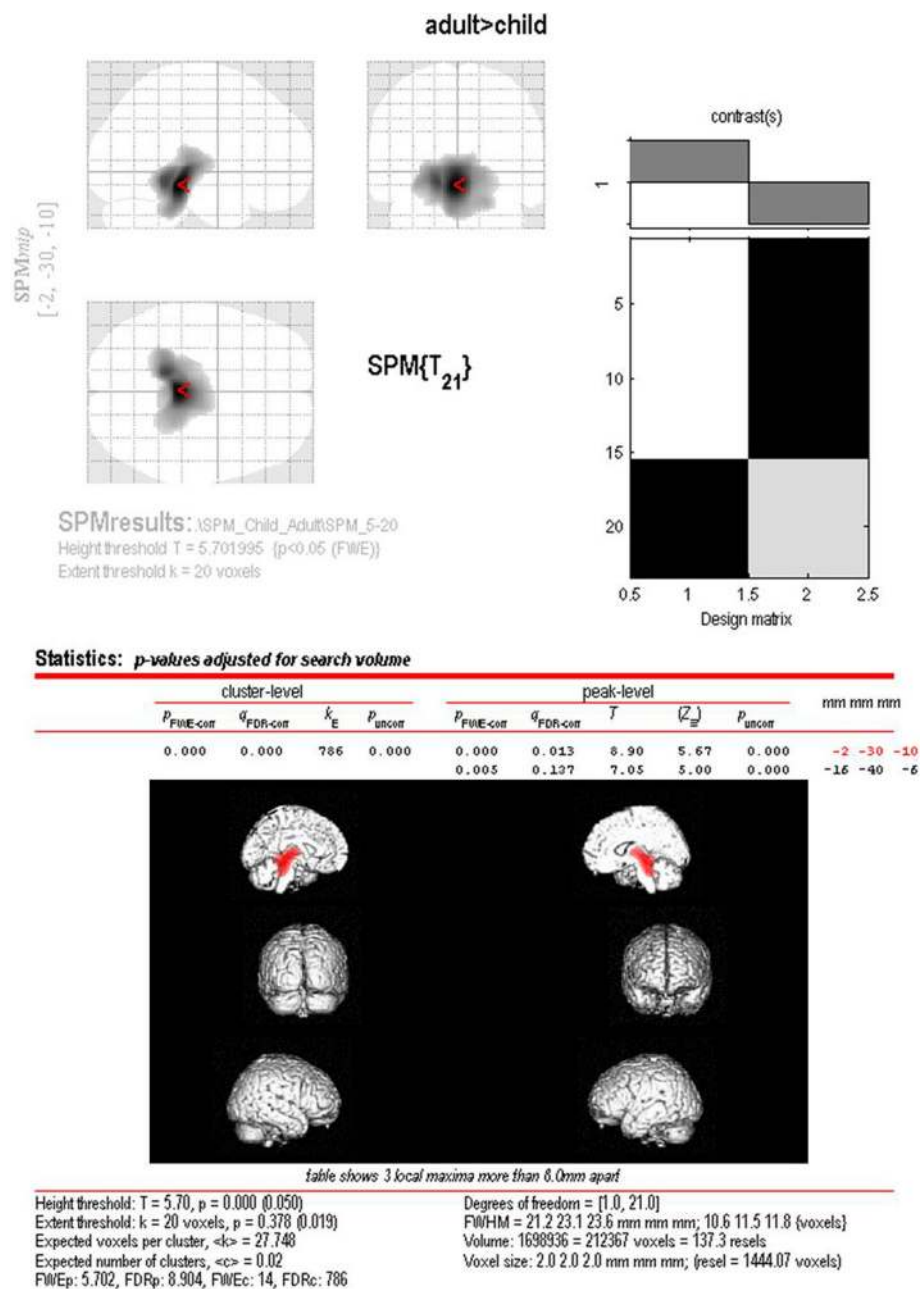 adult>child
SPMmip
[-2, -30, -10]
SPM{T21}
contrast(s)
1
5
10
15
20
0.5 1 1.5 2 2.5
Design matrix
SPMresults: .\SPM_Child_Adult\SPM_5-20
Height threshold T = 5.701995 {p<0.05 (FWE)}
Extent threshold k = 20 voxels
Statistics: p-values adjusted for search volume
cluster-level peak-level mm mm mm
pFWE-corr qFDR-corr kE puncorr pFWE-corr qFDR-corr T (Z≡) puncorr
0.000 0.000 786 0.000 0.000 0.013 8.90 5.67 0.000 -2 -30 -10
0.005 0.137 7.05 5.00 0.000 -16 -40 -6
table shows 3 local maxima more than 8.0mm apart
Height threshold: T = 5.70, p = 0.000 (0.050)
Extent threshold: k = 20 voxels, p = 0.378 (0.019)
Expected voxels per cluster, <k> = 27.748
Expected number of clusters, <c> = 0.02
FWEp: 5.702, FDRp: 8.904, FWEc: 14, FDRc: 786
Degrees of freedom = [1.0, 21.0]
FWHM = 21.2 23.1 23.6 mm mm mm; 10.6 11.5 11.8 {voxels}
Volume: 1698936 = 212367 voxels = 137.3 resels
Voxel size: 2.0 2.0 2.0 mm mm mm; (resel = 1444.07 voxels)